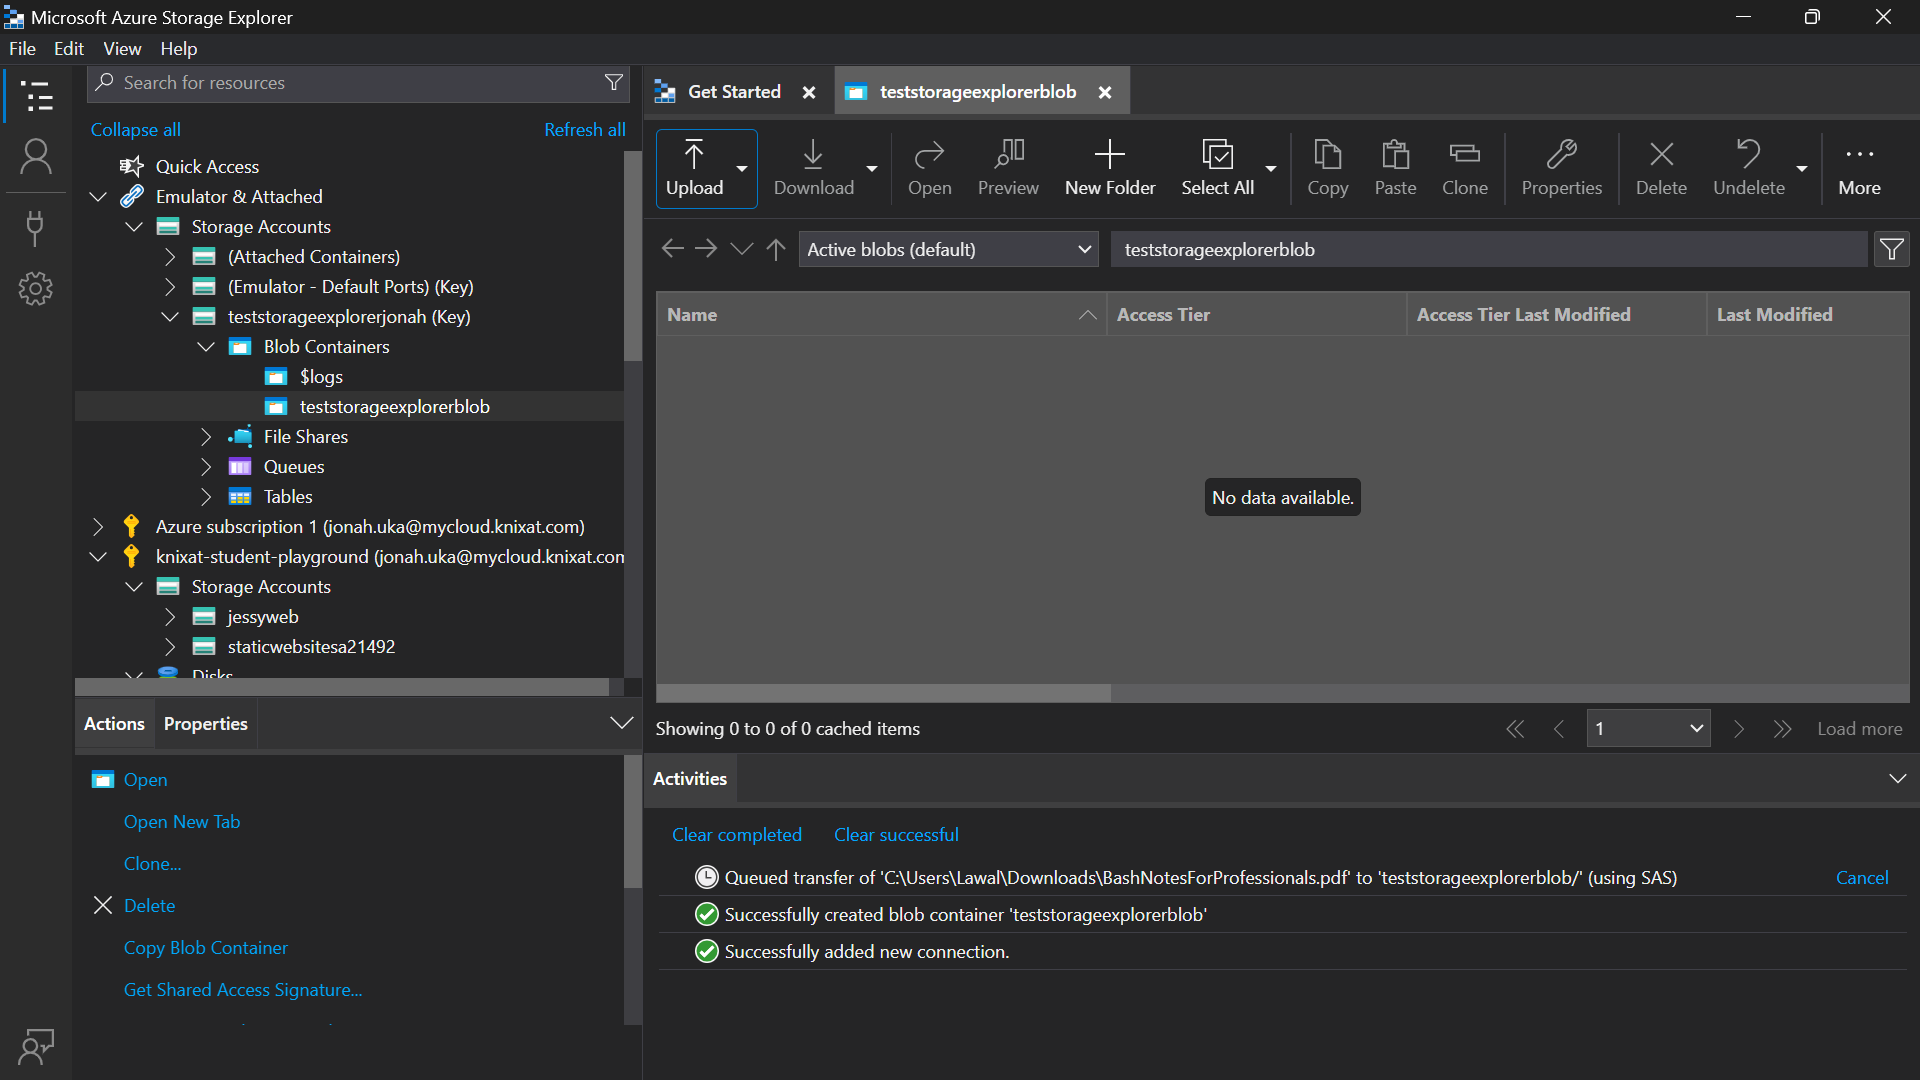 Microsoft Azure Storage Explorer
File Edit View Help
Search for resources
Collapse all Refresh all
Quick Access
Emulator & Attached
Storage Accounts
(Attached Containers)
(Emulator - Default Ports) (Key)
teststorageexplorerjonah (Key)
Blob Containers
$logs
teststorageexplorerblob
File Shares
Queues
Tables
Azure subscription 1 (jonah.uka@mycloud.knixat.com)
knixat-student-playground (jonah.uka@mycloud.knixat.com
Storage Accounts
jessyweb
staticwebsitesa21492
Disks
Actions Properties
Open
Open New Tab
Clone...
Delete
Copy Blob Container
Get Shared Access Signature...
Get Started teststorageexplorerblob
Upload Download Open Preview New Folder Select All Copy Paste Clone Properties Delete Undelete More
Active blobs (default) teststorageexplorerblob
Name Access Tier Access Tier Last Modified Last Modified
No data available.
Showing 0 to 0 of 0 cached items 1 Load more
Activities
Clear completed Clear successful
Queued transfer of 'C:\Users\Lawal\Downloads\BashNotesForProfessionals.pdf' to 'teststorageexplorerblob/' (using SAS) Cancel
Successfully created blob container 'teststorageexplorerblob'
Successfully added new connection.